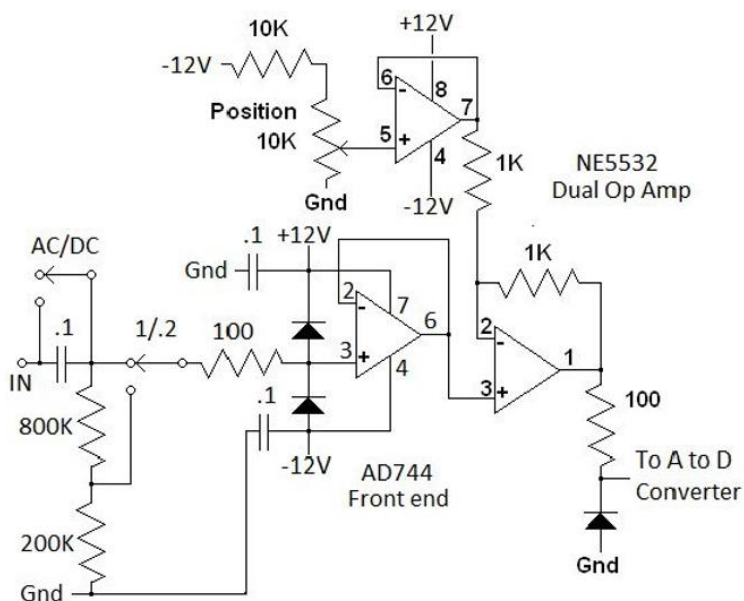 +12V
10K
-12V
6
-
8
7
Position
10K
5
+
4
1K
NE5532
Dual Op Amp
Gnd
-12V
AC/DC
.1
+12V
1K
Gnd
2
-
7
.1
1/.2
100
6
2
-
1
IN
3
+
4
3
+
100
800K
.1
-12V
AD744
Front end
To A to D
Converter
200K
Gnd
Gnd